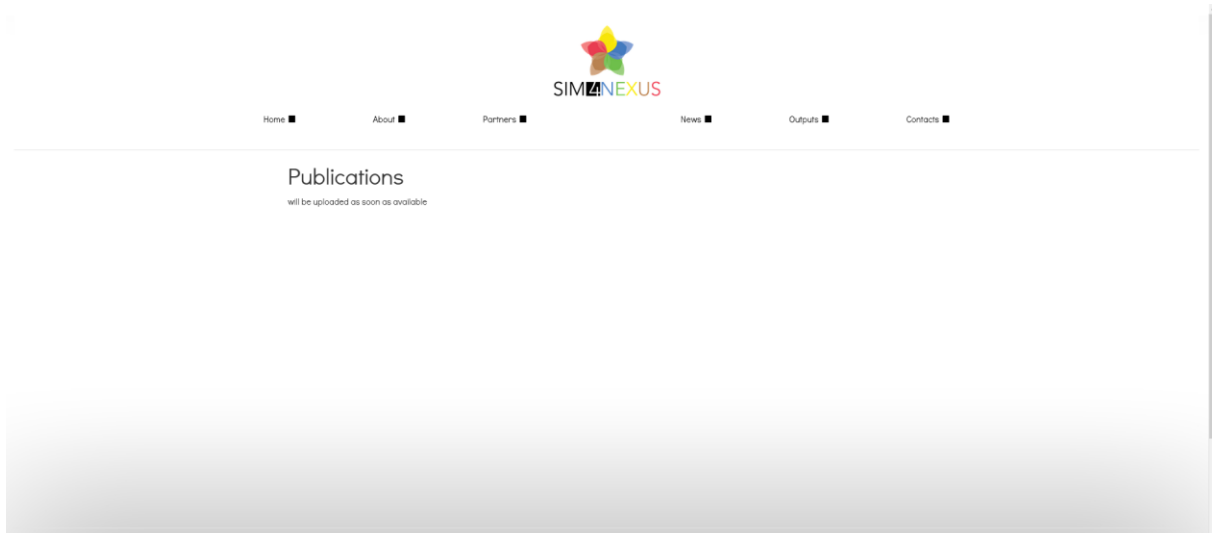 SIM4NEXUS
Home ■ About ■ Partners ■ News ■ Outputs ■ Contacts ■
Publications
will be uploaded as soon as available